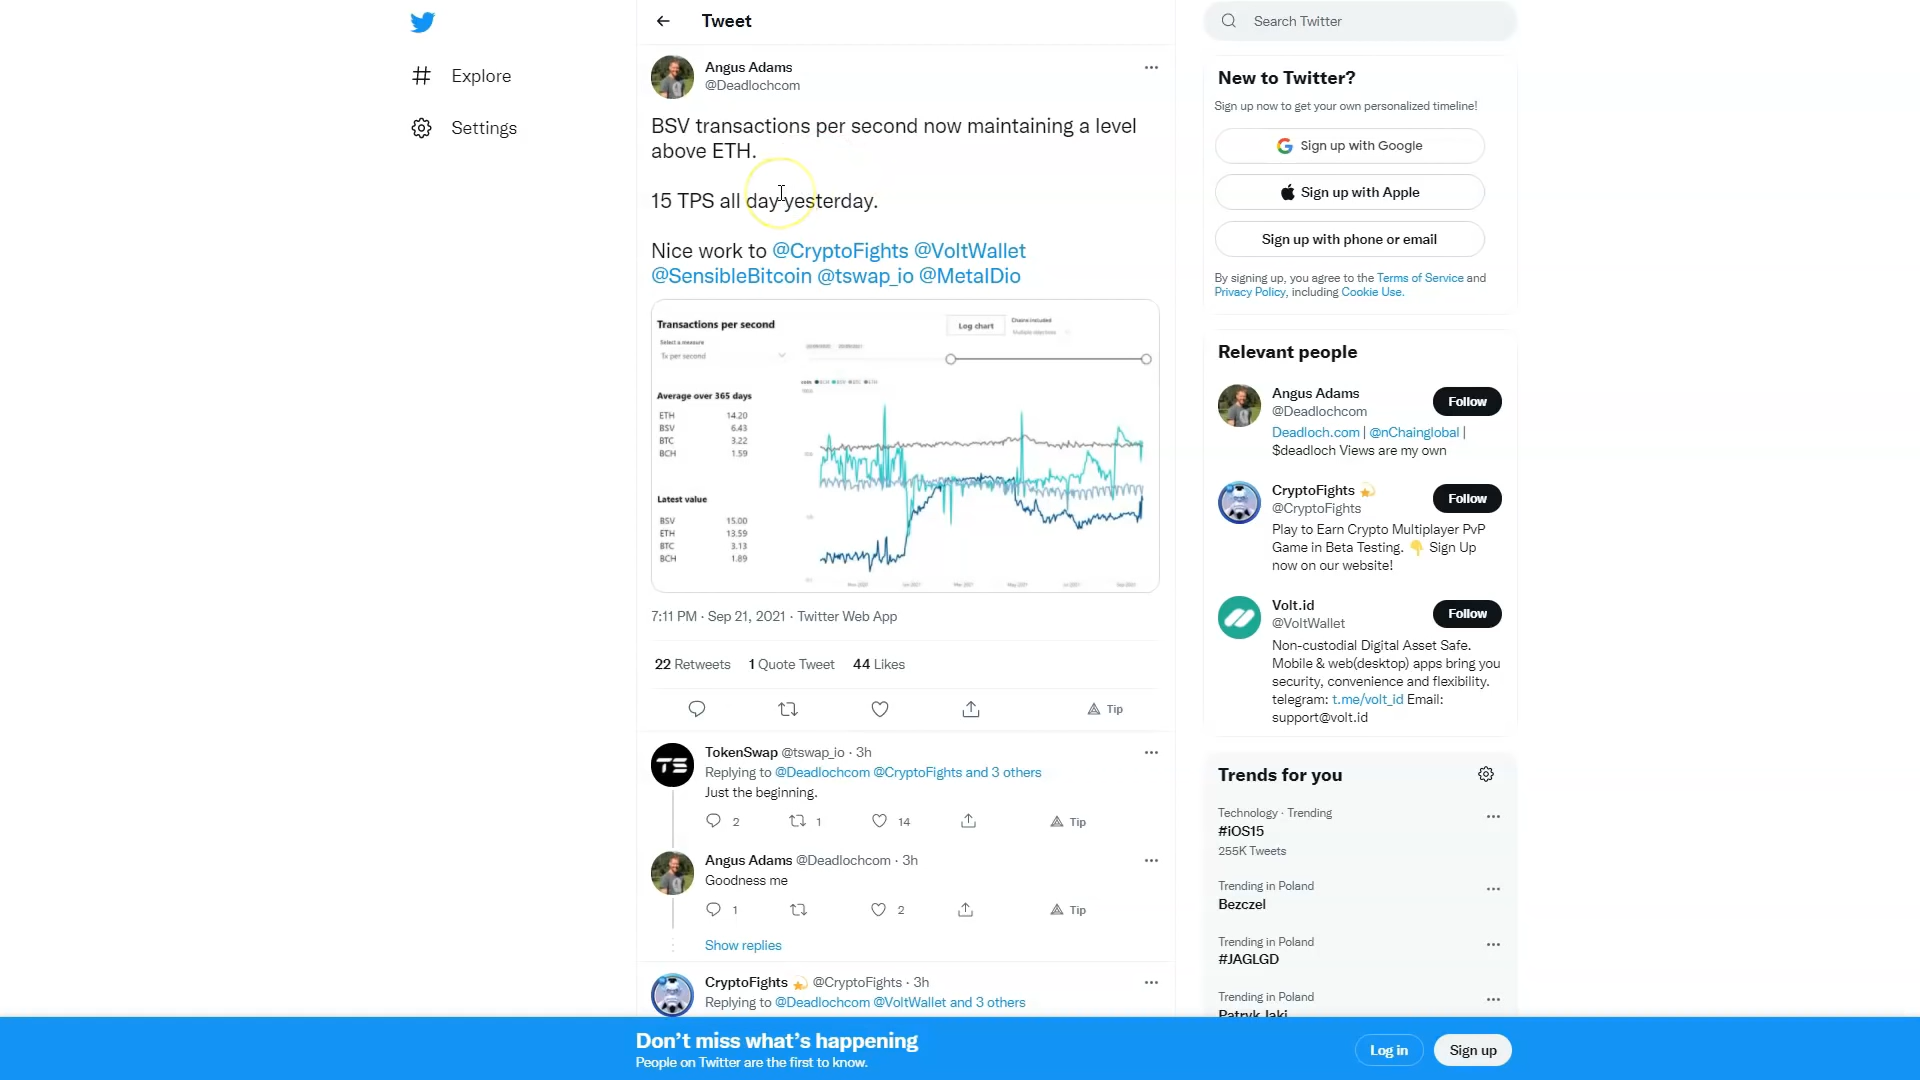 Explore
Settings
Tweet
Angus Adams
@Deadlochcom
BSV transactions per second now maintaining a level
above ETH.
15 TPS all day yesterday.
Nice work to @CryptoFights @VoltWallet
@SensibleBitcoin @tswap_io @MetaIDio
Transactions per second
Select a measure
Tx per second
Log chart
Chains included
Average over 365 days
ETH 14.20
BSV 6.43
BTC 3.22
BCH 1.59
Latest value
BSV 15.00
ETH 13.59
BTC 3.13
BCH 1.89
7:11 PM · Sep 21, 2021 · Twitter Web App
22 Retweets 1 Quote Tweet 44 Likes
Tip
TokenSwap @tswap_io · 3h
Replying to @Deadlochcom @CryptoFights and 3 others
Just the beginning.
2 1 14 Tip
Angus Adams @Deadlochcom · 3h
Goodness me
1 2 Tip
Show replies
CryptoFights @CryptoFights · 3h
Replying to @Deadlochcom @VoltWallet and 3 others
Search Twitter
New to Twitter?
Sign up now to get your own personalized timeline!
Sign up with Google
Sign up with Apple
Sign up with phone or email
By signing up, you agree to the Terms of Service and
Privacy Policy, including Cookie Use.
Relevant people
Angus Adams
@Deadlochcom
Follow
Deadloch.com | @nChainglobal |
$deadloch Views are my own
CryptoFights
@CryptoFights
Follow
Play to Earn Crypto Multiplayer PvP
Game in Beta Testing. 👇 Sign Up
now on our website!
Volt.id
@VoltWallet
Follow
Non-custodial Digital Asset Safe.
Mobile & web(desktop) apps bring you
security, convenience and flexibility.
telegram: t.me/volt_id Email:
support@volt.id
Trends for you
Technology · Trending
#iOS15
255K Tweets
Trending in Poland
Bezczel
Trending in Poland
#JAGLGD
Trending in Poland
Patryk Jaki
Don't miss what's happening
People on Twitter are the first to know.
Log in
Sign up